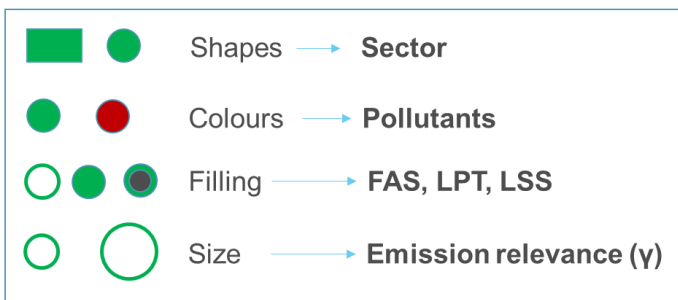 Shapes Sector
Colours Pollutants
Filling FAS, LPT, LSS
Size Emission relevance (γ)